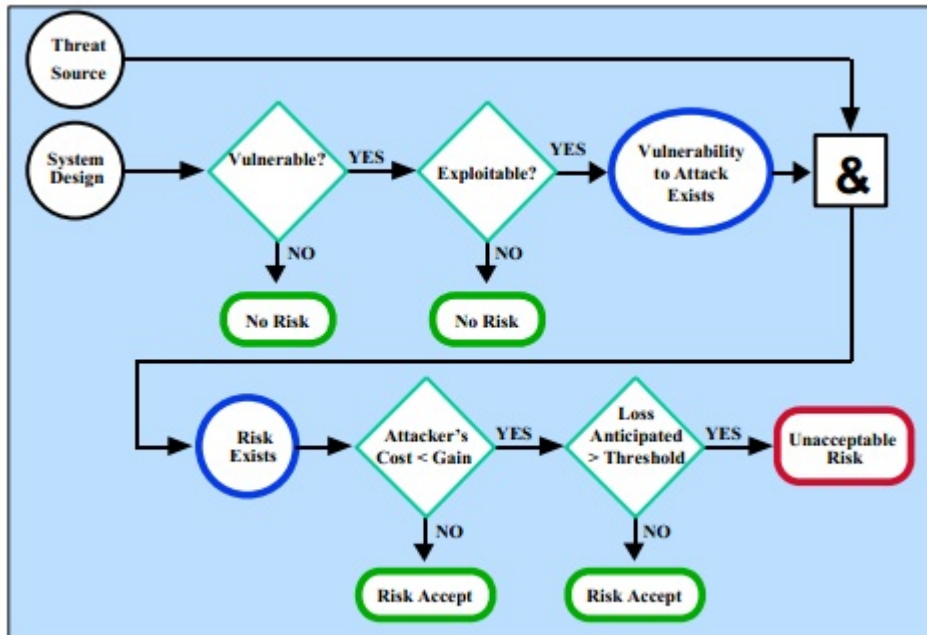 Threat
Source
System
Design
Vulnerable?
YES
Exploitable?
YES
Vulnerability
to Attack
Exists
&
NO
NO
No Risk
No Risk
Risk
Exists
Attacker's
Cost < Gain
YES
Loss
Anticipated
> Threshold
YES
Unacceptable
Risk
NO
NO
Risk Accept
Risk Accept